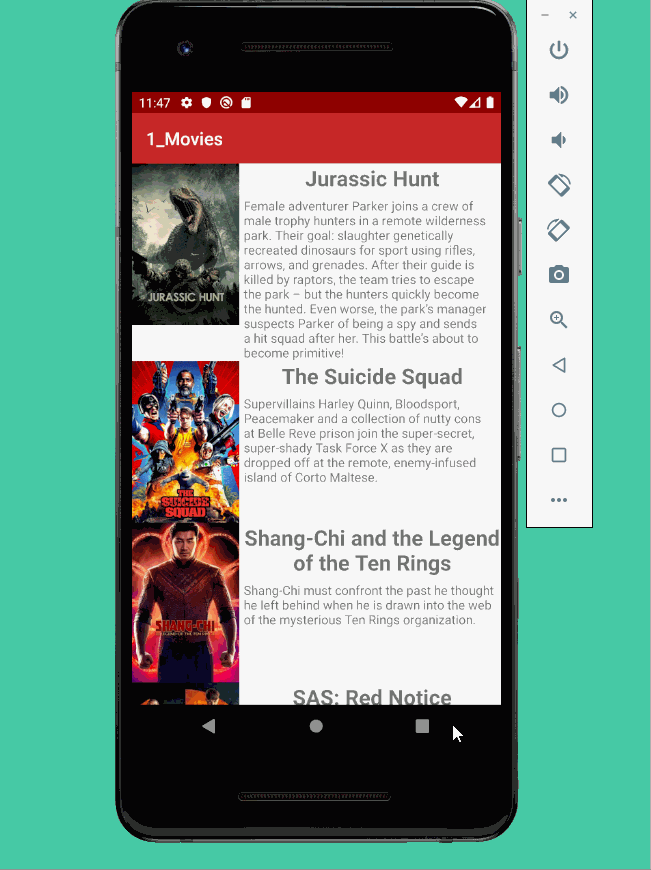 11:47
1_Movies
JURASSIC HUNT
Jurassic Hunt
Female adventurer Parker joins a crew of
male trophy hunters in a remote wilderness
park. Their goal: slaughter genetically
recreated dinosaurs for sport using rifles,
arrows, and grenades. After their guide is
killed by raptors, the team tries to escape
the park – but the hunters quickly become
the hunted. Even worse, the park's manager
suspects Parker of being a spy and sends
a hit squad after her. This battle's about to
become primitive!
THE
SUICIDE
SQUAD
The Suicide Squad
Supervillains Harley Quinn, Bloodsport,
Peacemaker and a collection of nutty cons
at Belle Reve prison join the super-secret,
super-shady Task Force X as they are
dropped off at the remote, enemy-infused
island of Corto Maltese.
SHANG-CHI
Shang-Chi and the Legend
of the Ten Rings
Shang-Chi must confront the past he thought
he left behind when he is drawn into the web
of the mysterious Ten Rings organization.
SAS: Red Notice